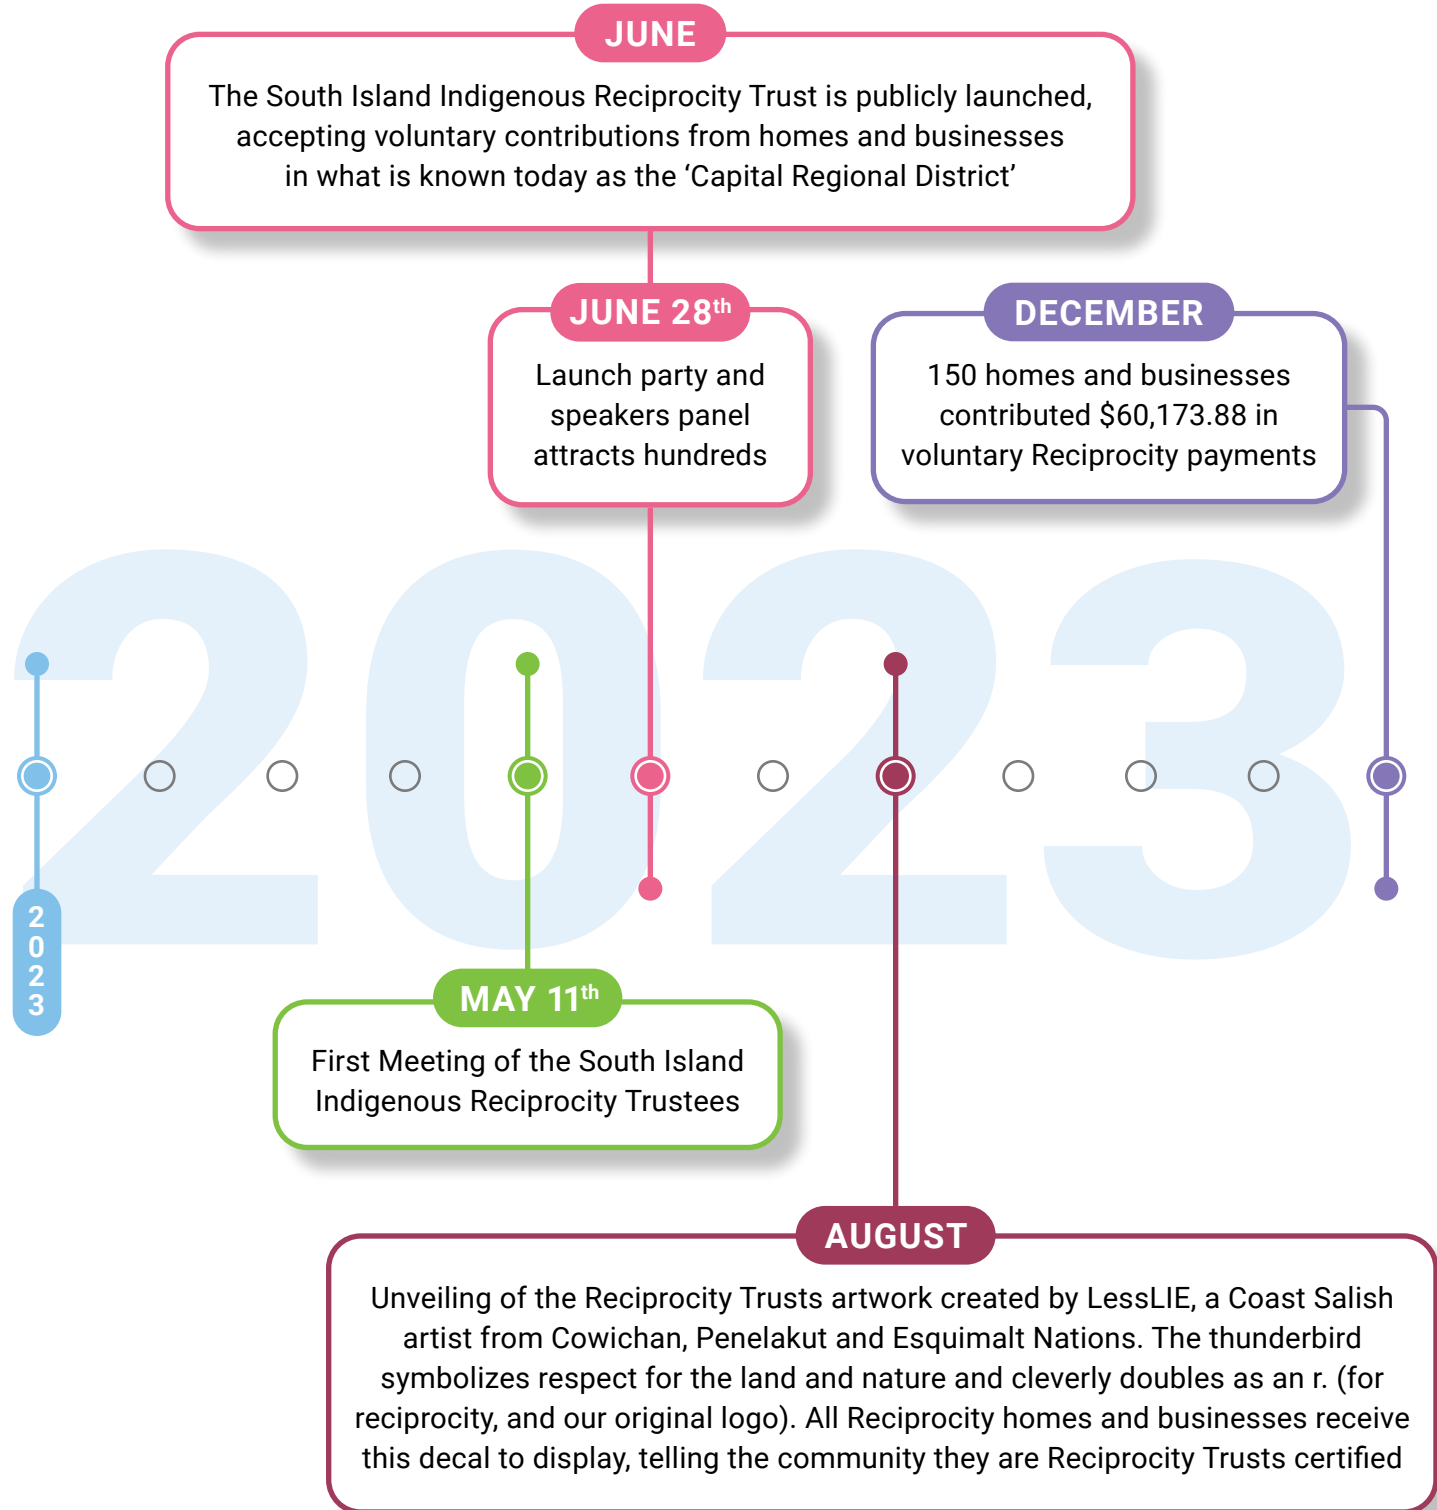 JUNE
The South Island Indigenous Reciprocity Trust is publicly launched,
accepting voluntary contributions from homes and businesses
in what is known today as the ‘Capital Regional District’
JUNE 28th
Launch party and
speakers panel
attracts hundreds
DECEMBER
150 homes and businesses
contributed $60,173.88 in
voluntary Reciprocity payments
2023
2023
MAY 11th
First Meeting of the South Island
Indigenous Reciprocity Trustees
AUGUST
Unveiling of the Reciprocity Trusts artwork created by LessLIE, a Coast Salish
artist from Cowichan, Penelakut and Esquimalt Nations. The thunderbird
symbolizes respect for the land and nature and cleverly doubles as an r. (for
reciprocity, and our original logo). All Reciprocity homes and businesses receive
this decal to display, telling the community they are Reciprocity Trusts certified